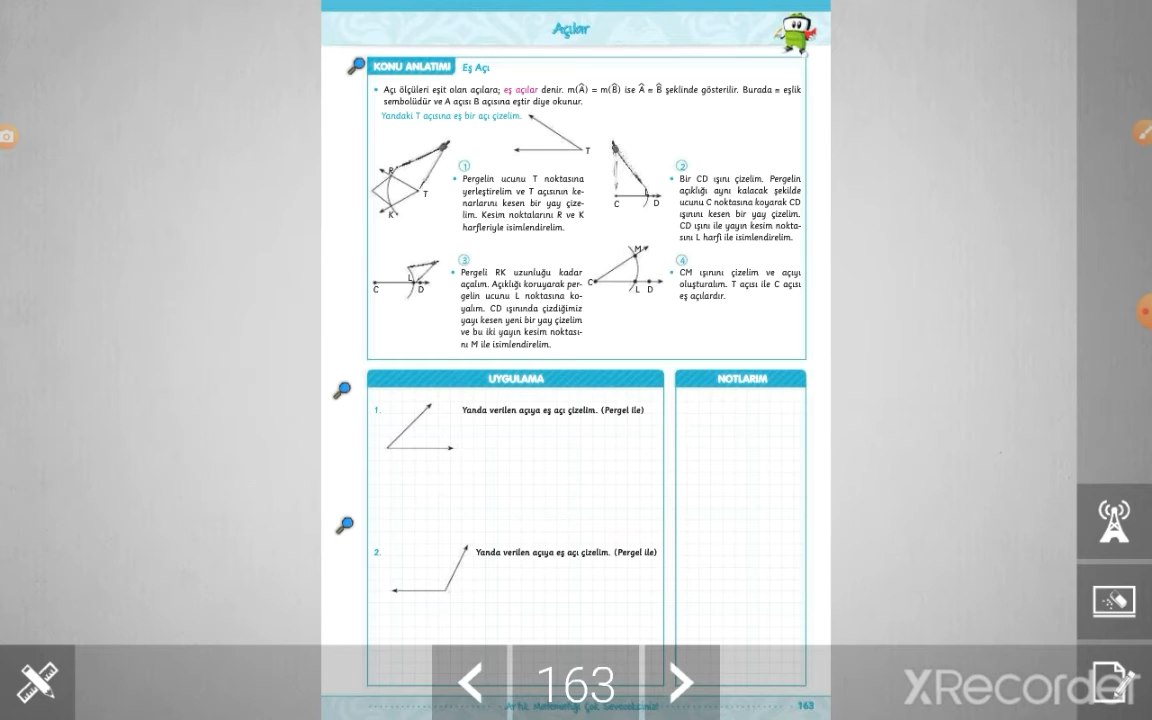 Açılar
KONU ANLATIMI Eş Açı
• Açı ölçüleri eşit olan açılara; eş açılar denir. m(Â) = m(B̂) ise Â ≅ B̂ şeklinde gösterilir. Burada ≅ eşlik
sembolüdür ve A açısı B açısına eştir diye okunur.
Yandaki T açısına eş bir açı çizelim.
T
R
T
K
1
• Pergelin ucunu T noktasına
yerleştirelim ve T açısının ke-
narlarını kesen bir yay çize-
lim. Kesim noktalarını R ve K
harfleriyle isimlendirelim.
C L D
2
• Bir CD ışını çizelim. Pergelin
açıklığı aynı kalacak şekilde
ucunu C noktasına koyarak CD
ışınını kesen bir yay çizelim.
CD ışını ile yayın kesim nokta-
sını L harfi ile isimlendirelim.
L
C D
3
• Pergeli RK uzunluğu kadar
açalım. Açıklığı koruyarak per-
gelin ucunu L noktasına ko-
yalım. CD ışınında çizdiğimiz
yayı kesen yeni bir yay çizelim
ve bu iki yayın kesim noktası-
nı M ile isimlendirelim.
M
C
L D
4
• CM ışınını çizelim ve açıyı
oluşturalım. T açısı ile C açısı
eş açılardır.
UYGULAMA
1. Yanda verilen açıya eş açı çizelim. (Pergel ile)
2. Yanda verilen açıya eş açı çizelim. (Pergel ile)
NOTLARIM
163
Artık Matematiği Çok Seveceksiniz!
163
XRecorder